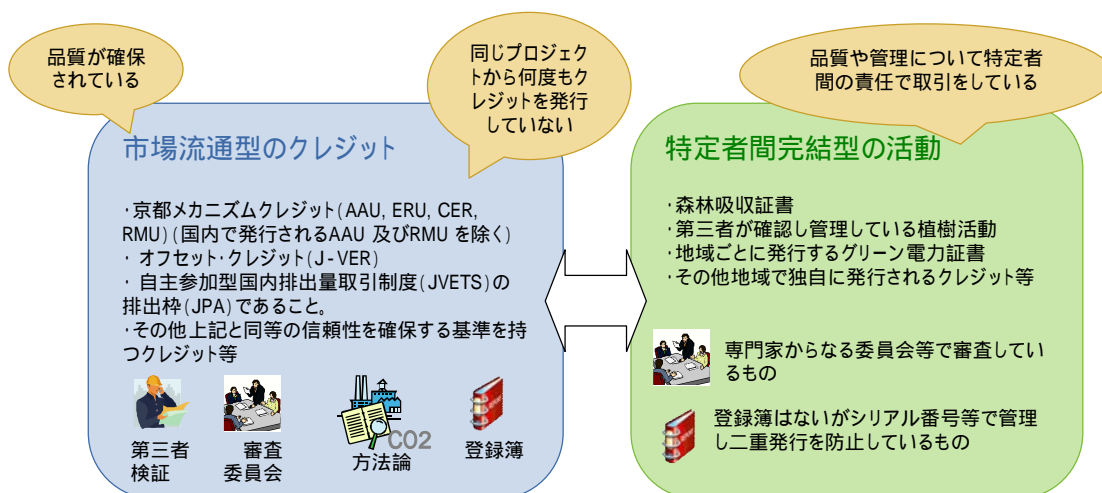 品質が確保
されている
同じプロジェク
トから何度もク
レジットを発行
していない
品質や管理について特定者
間の責任で取引をしている
市場流通型のクレジット
・京都メカニズムクレジット(AAU, ERU, CER,
RMU)(国内で発行されるAAU 及びRMU を除く)
・ オフセット・クレジット(J-VER)
・ 自主参加型国内排出量取引制度(JVETS)の
排出枠(JPA)であること。
・その他上記と同等の信頼性を確保する基準を持
つクレジット等
第三者
検証
審査
委員会
CO2
方法論
登録簿
特定者間完結型の活動
・森林吸収証書
・第三者が確認し管理している植樹活動
・地域ごとに発行するグリーン電力証書
・その他地域で独自に発行されるクレジット等
専門家からなる委員会等で審査してい
るもの
登録簿はないがシリアル番号等で管理
し二重発行を防止しているもの